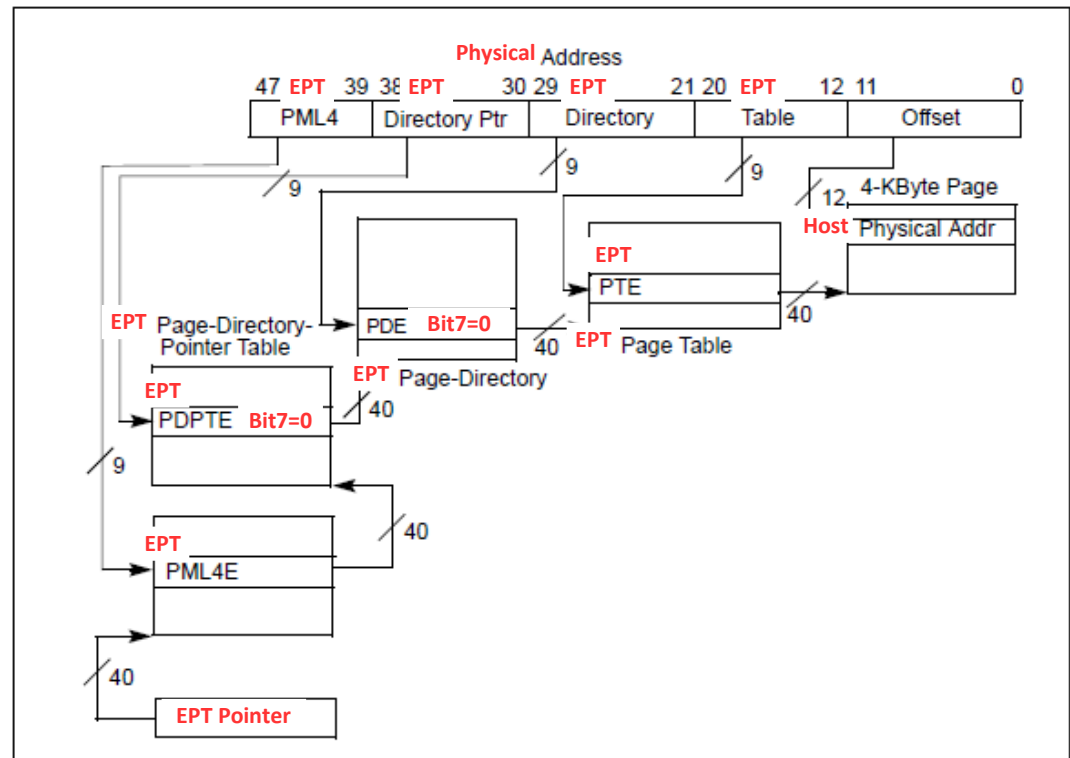 Physical Address
47 EPT 39 38 EPT 30 29 EPT 21 20 EPT 12 11 0
PML4 Directory Ptr Directory Table Offset
9 9 9 12 4-KByte Page
Host Physical Addr
EPT
PTE
40
EPT Page-Directory-
Pointer Table
PDE Bit7=0
40
EPT Page Table
EPT Page-Directory
EPT
PDPTE Bit7=0
40
9
40
EPT
PML4E
40
EPT Pointer